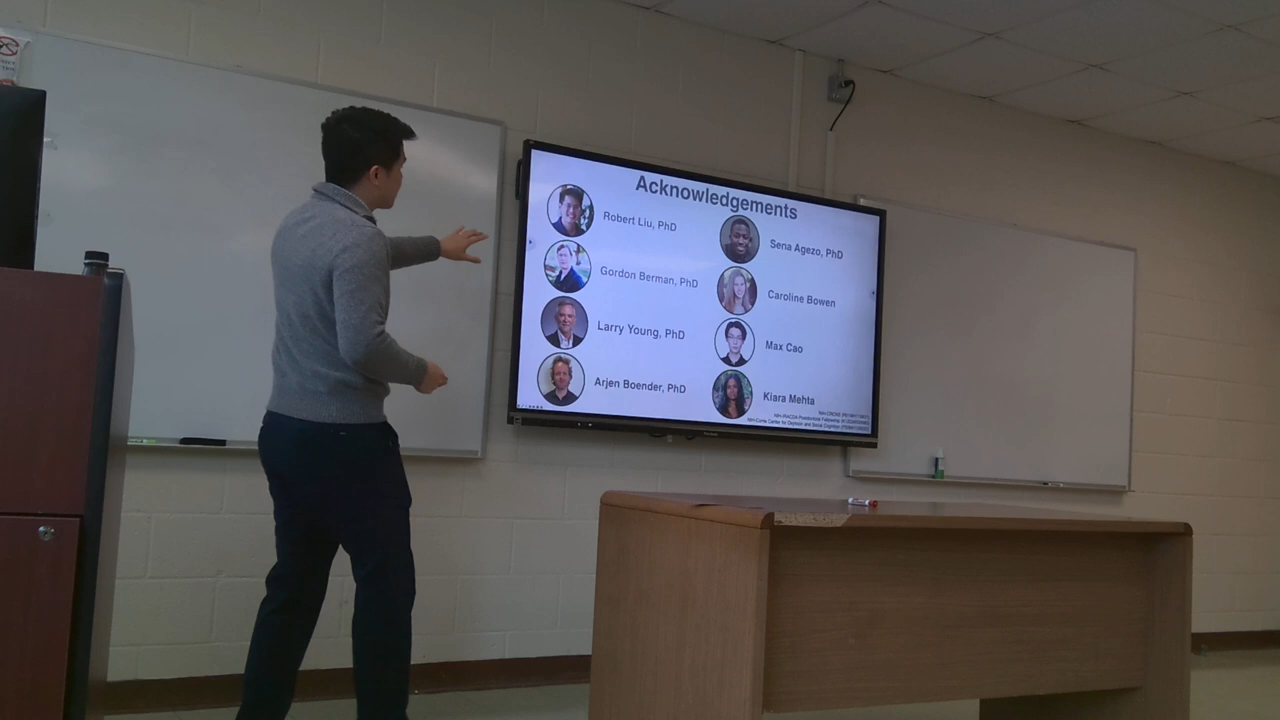 Acknowledgements
Robert Liu, PhD
Gordon Berman, PhD
Larry Young, PhD
Arjen Boender, PhD
Sena Agezo, PhD
Caroline Bowen
Max Cao
Kiara Mehta